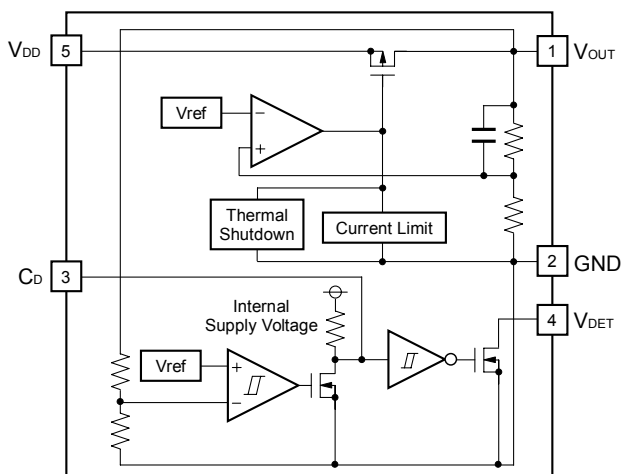 VDD 5
1 VOUT
Vref
−
+
Thermal
Shutdown
Current Limit
CD 3
2 GND
Internal
Supply Voltage
4 VDET
Vref
+
−